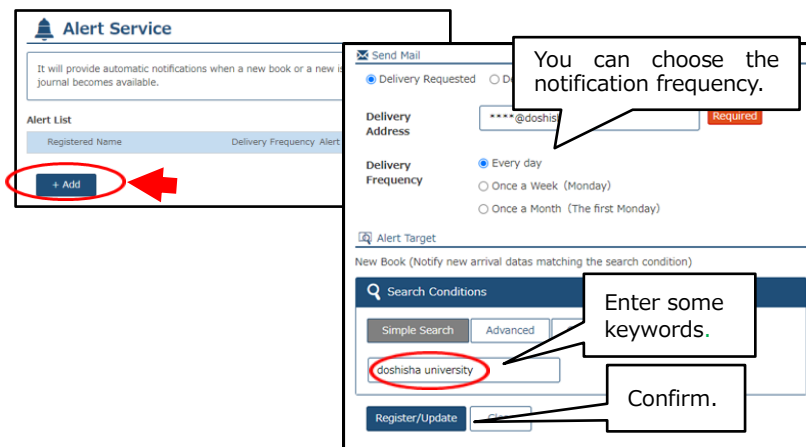 Alert Service
It will provide automatic notifications when a new book or a new is
journal becomes available.
Alert List
Registered Name Delivery Frequency Alert
+ Add
Send Mail
Delivery Requested
You can choose the
notification frequency.
Delivery
Address
****@doshis
Required
Delivery
Frequency
Every day
Once a Week (Monday)
Once a Month (The first Monday)
Alert Target
New Book (Notify new arrival datas matching the search condition)
Search Conditions
Simple Search Advanced
doshisha university
Enter some
keywords.
Register/Update
Confirm.